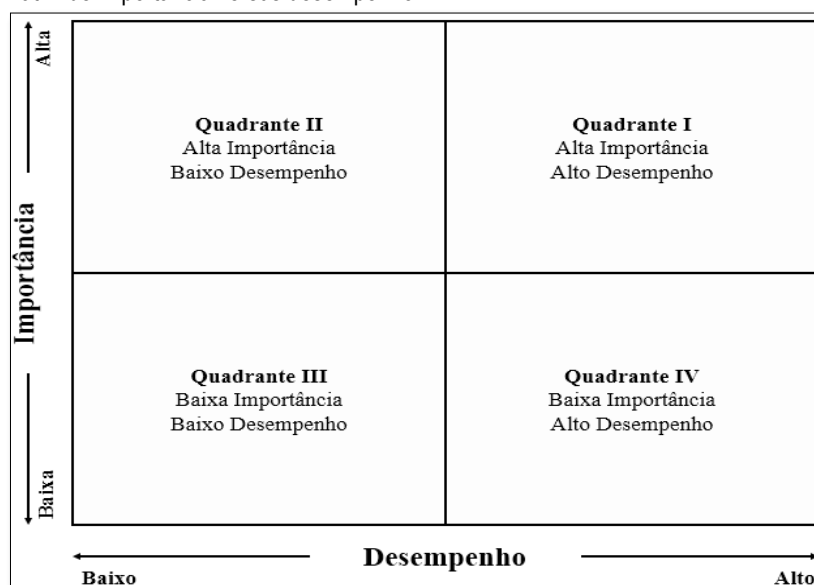 Alta
Quadrante II
Alta Importância
Baixo Desempenho
Quadrante I
Alta Importância
Alto Desempenho
Importância
Quadrante III
Baixa Importância
Baixo Desempenho
Quadrante IV
Baixa Importância
Alto Desempenho
Baixa
Desempenho
Baixo
Alto